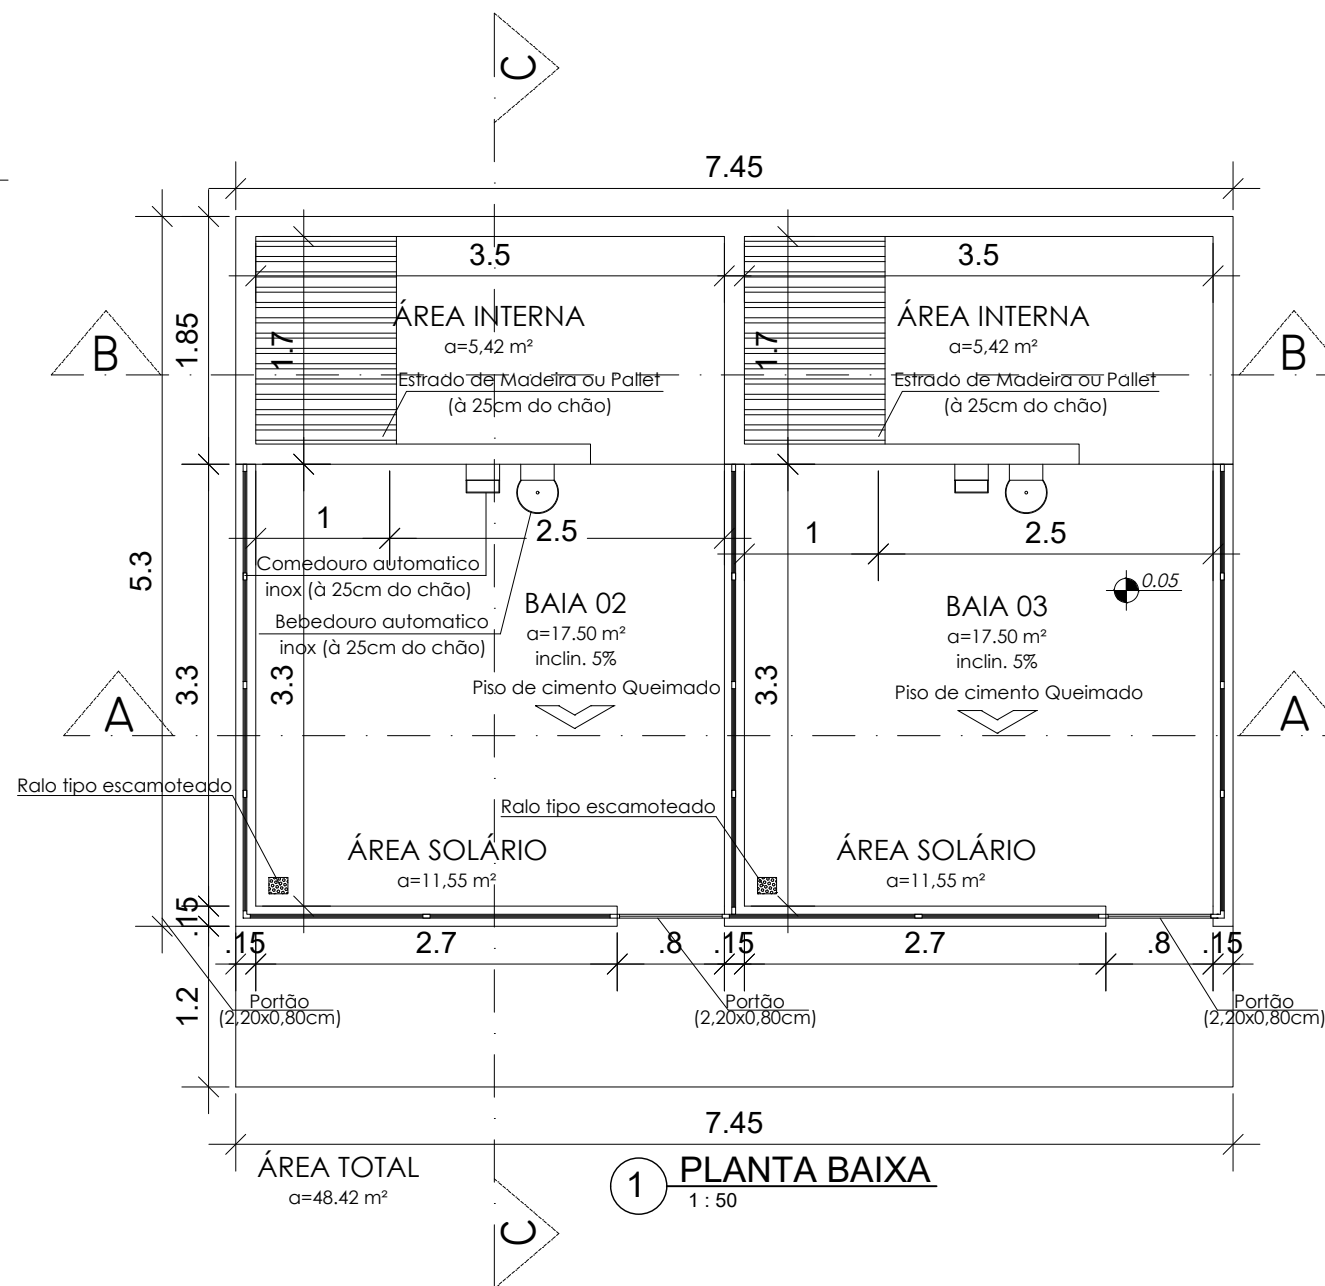 C
7.45
3.5
3.5
ÁREA INTERNA
a=5,42 m²
ÁREA INTERNA
a=5,42 m²
1.85
1.7
1.7
B
B
Estrado de Madeira ou Pallet
(à 25cm do chão)
Estrado de Madeira ou Pallet
(à 25cm do chão)
1
2.5
1
2.5
5.3
Comedouro automatico
inox (à 25cm do chão)
Bebedouro automatico
inox (à 25cm do chão)
BAIA 02
a=17.50 m²
inclin. 5%
Piso de cimento Queimado
0.05
BAIA 03
a=17.50 m²
inclin. 5%
Piso de cimento Queimado
3.3
3.3
3.3
A
A
Ralo tipo escamoteado
Ralo tipo escamoteado
ÁREA SOLÁRIO
a=11,55 m²
ÁREA SOLÁRIO
a=11,55 m²
.15
.15
2.7
.8
.15
2.7
.8
.15
1.2
Portão
(2,20x0,80cm)
Portão
(2,20x0,80cm)
Portão
(2,20x0,80cm)
7.45
ÁREA TOTAL
a=48.42 m²
1
PLANTA BAIXA
1 : 50
C